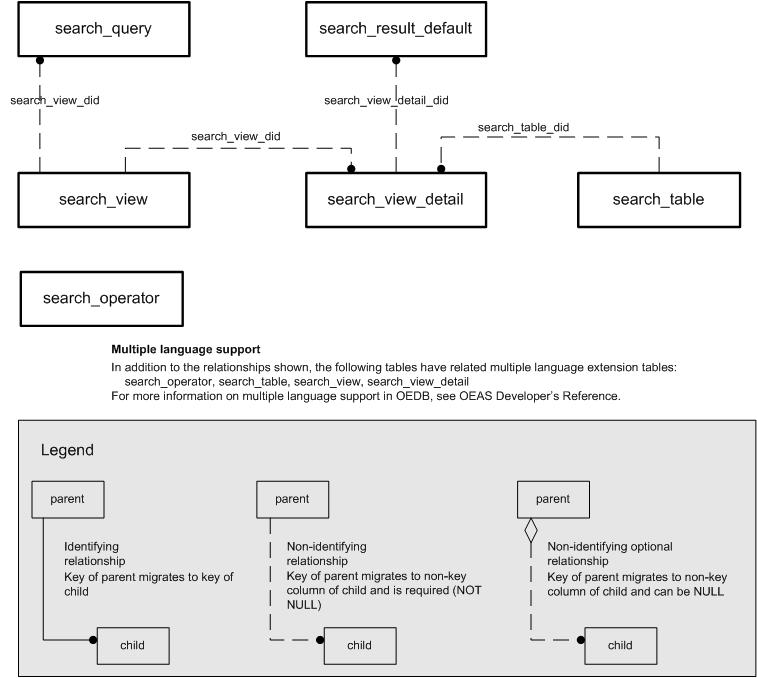 search_query
search_result_default
search_view_did
search_view_detail_did
search_view_did
search_table_did
search_view
search_view_detail
search_table
search_operator
Multiple language support
In addition to the relationships shown, the following tables have related multiple language extension tables:
search_operator, search_table, search_view, search_view_detail
For more information on multiple language support in OEDB, see OEAS Developer's Reference.
Legend
parent
Identifying
relationship
Key of parent migrates to key of
child
child
parent
Non-identifying
relationship
Key of parent migrates to non-key
column of child and is required (NOT
NULL)
child
parent
Non-identifying optional
relationship
Key of parent migrates to non-key
column of child and can be NULL
child